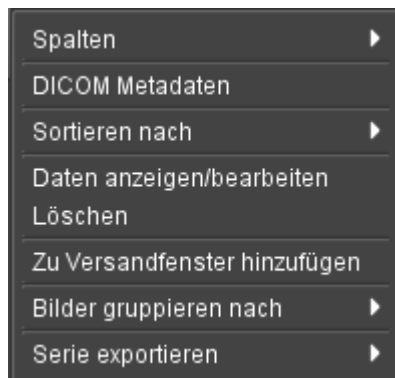 Spalten
DICOM Metadaten
Sortieren nach
Daten anzeigen/bearbeiten
Löschen
Zu Versandfenster hinzufügen
Bilder gruppieren nach
Serie exportieren